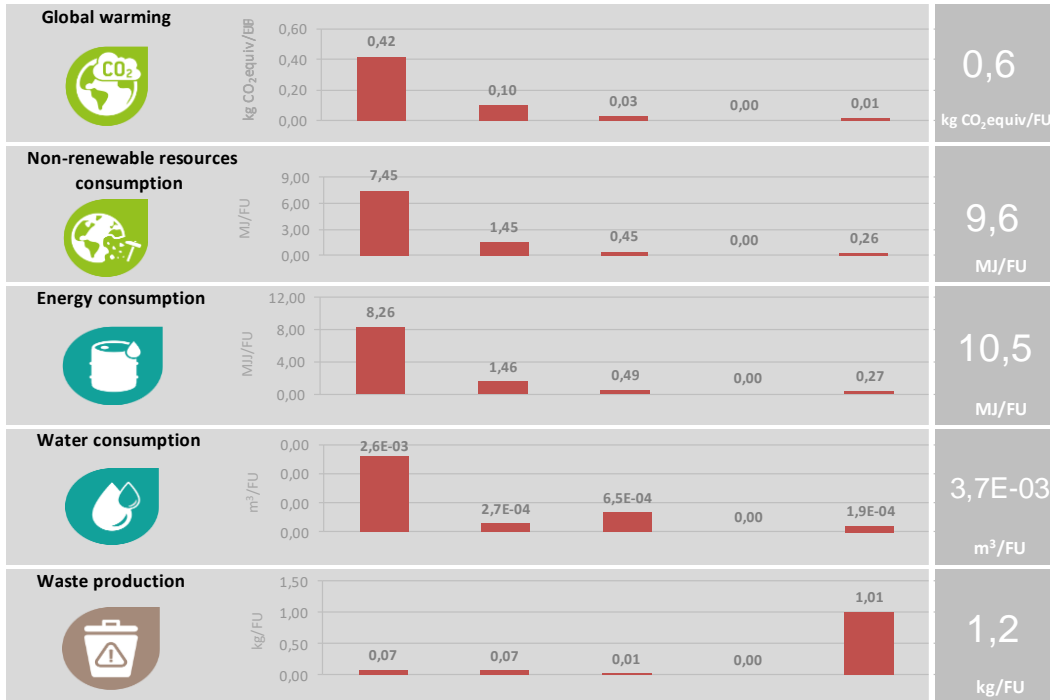 Global warming
CO2
kg CO2equiv/FU
0,60
0,40
0,20
0,00
0,42
0,10
0,03
0,00
0,01
0,6
kg CO2equiv/FU
Non-renewable resources
consumption
MJ/FU
9,00
6,00
3,00
0,00
7,45
1,45
0,45
0,00
0,26
9,6
MJ/FU
Energy consumption
MJJ/FU
12,00
8,00
4,00
0,00
8,26
1,46
0,49
0,00
0,27
10,5
MJ/FU
Water consumption
m³/FU
0,00
0,00
0,00
0,00
2,6E-03
2,7E-04
6,5E-04
0,00
1,9E-04
3,7E-03
m³/FU
Waste production
kg/FU
1,50
1,00
0,50
0,00
0,07
0,07
0,01
0,00
1,01
1,2
kg/FU